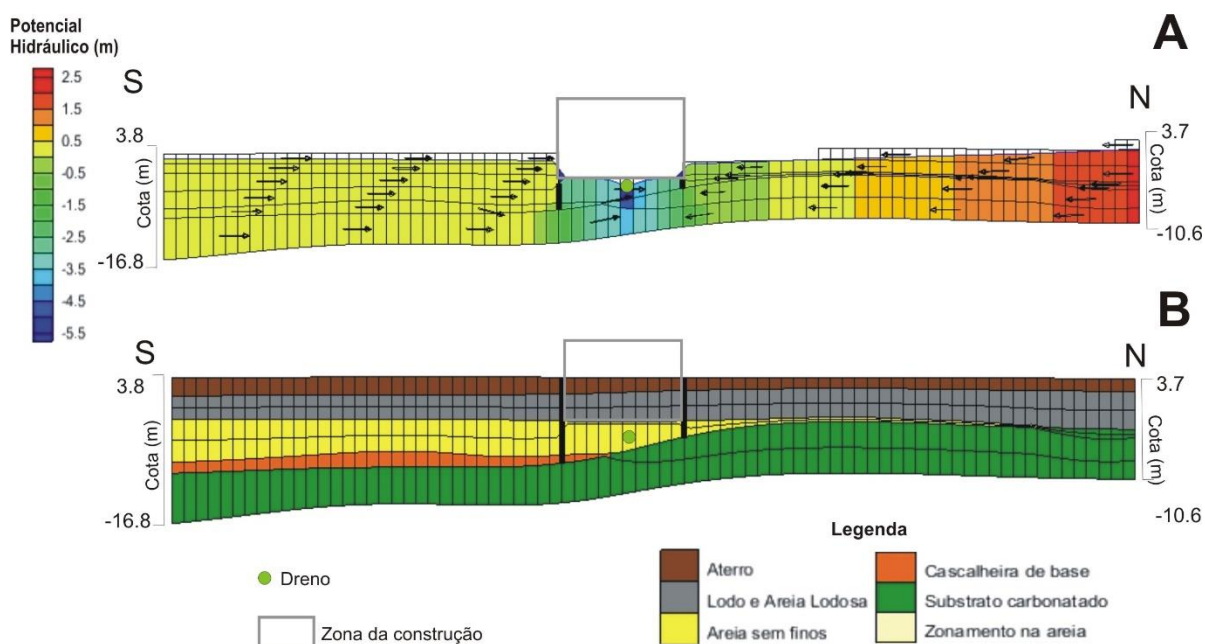 Potencial
Hidráulico (m)
A
2.5
1.5
0.5
-0.5
-1.5
-2.5
-3.5
-4.5
-5.5
S
N
3.8
Cota (m)
-16.8
3.7
Cota (m)
-10.6
B
S
N
3.8
Cota (m)
-16.8
3.7
Cota (m)
-10.6
Legenda
Dreno
Zona da construção
Aterro
Lodo e Areia Lodosa
Areia sem finos
Cascalheira de base
Substrato carbonatado
Zonamento na areia